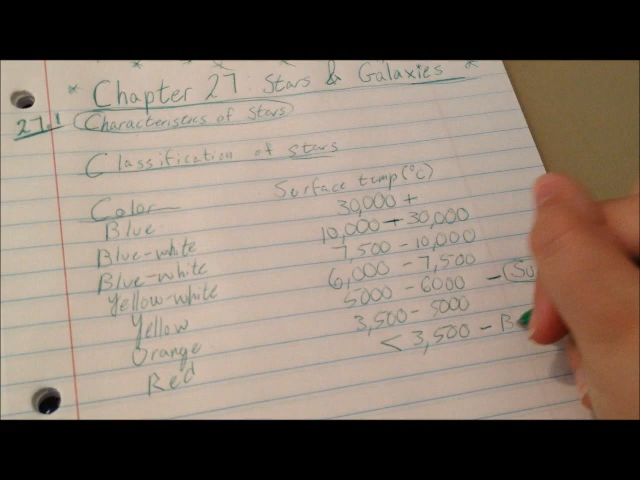 * Chapter 27: Stars & Galaxies *
27.1 Characteristics of Stars
Classification of stars
Color Surface temp (°C)
Blue 30,000 +
Blue-white 10,000 - 30,000
Blue-white 7,500 - 10,000
Yellow-white 6,000 - 7,500
Yellow 5000 - 6000 - Su
Orange 3,500 - 5000
Red < 3,500 - B